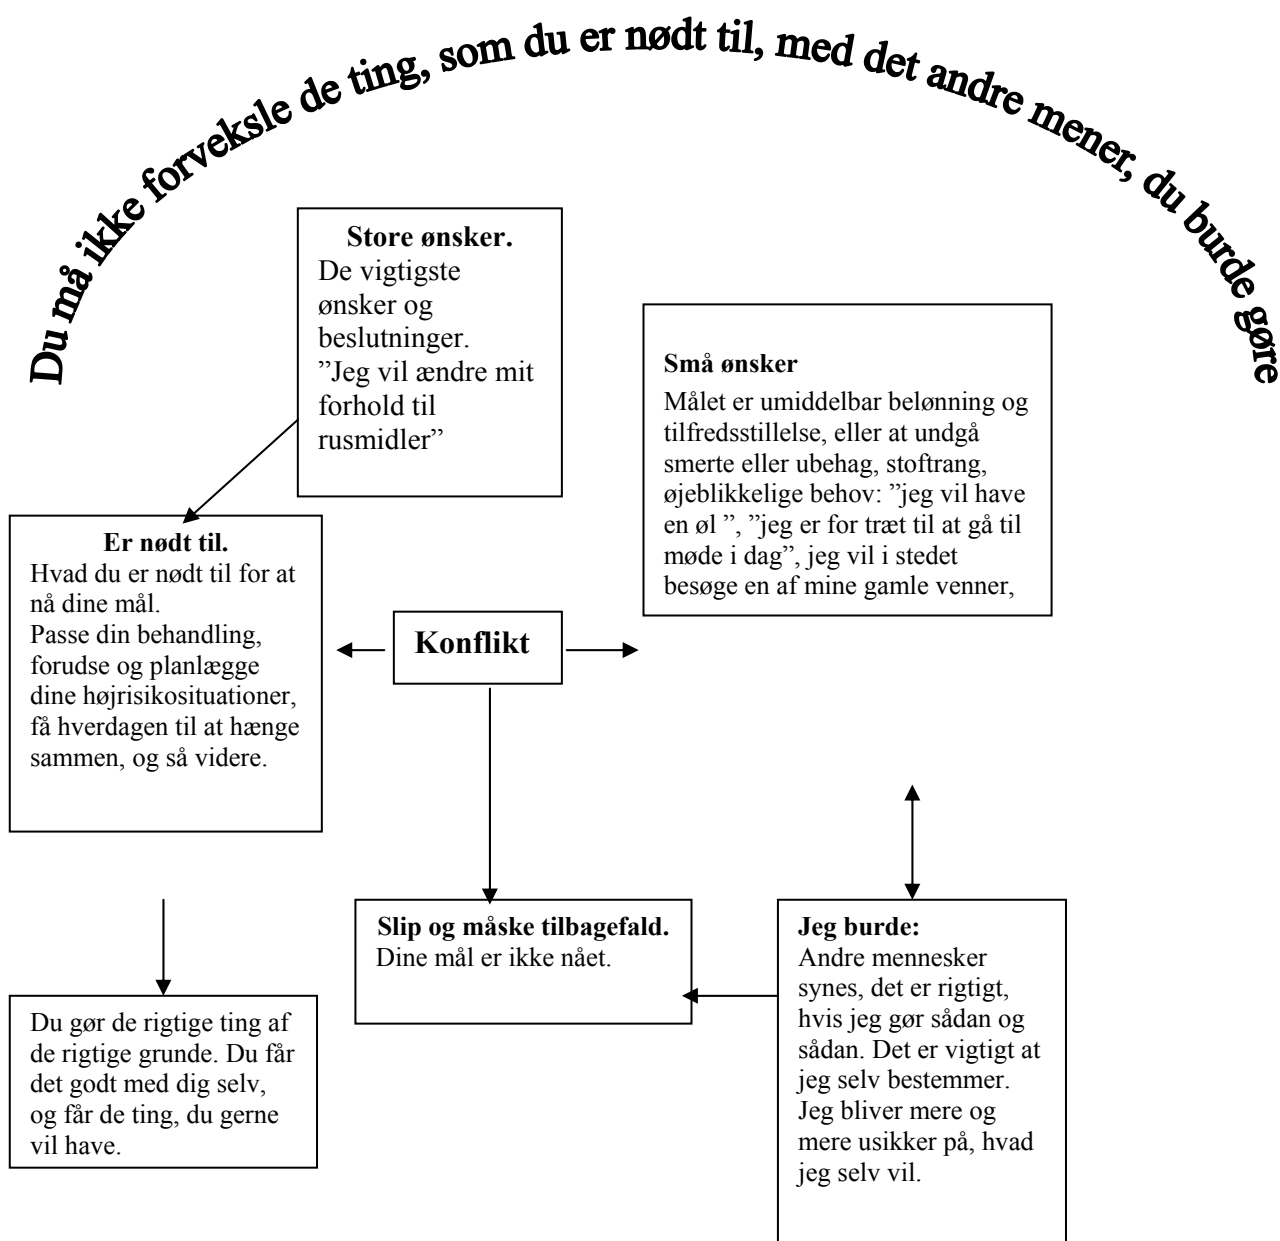 Du må ikke forveksle de ting, som du er nødt til, med det andre mener, du burde gøre
Store ønsker.
De vigtigste
ønsker og
beslutninger.
”Jeg vil ændre mit
forhold til
rusmidler”
Små ønsker
Målet er umiddelbar belønning og
tilfredsstillelse, eller at undgå
smerte eller ubehag, stoftrang,
øjeblikkelige behov: ”jeg vil have
en øl ”, ”jeg er for træt til at gå til
møde i dag”, jeg vil i stedet
besøge en af mine gamle venner,
Er nødt til.
Hvad du er nødt til for at
nå dine mål.
Passe din behandling,
forudse og planlægge
dine højrisikosituationer,
få hverdagen til at hænge
sammen, og så videre.
Konflikt
Slip og måske tilbagefald.
Dine mål er ikke nået.
Jeg burde:
Andre mennesker
synes, det er rigtigt,
hvis jeg gør sådan og
sådan. Det er vigtigt at
jeg selv bestemmer.
Jeg bliver mere og
mere usikker på, hvad
jeg selv vil.
Du gør de rigtige ting af
de rigtige grunde. Du får
det godt med dig selv,
og får de ting, du gerne
vil have.